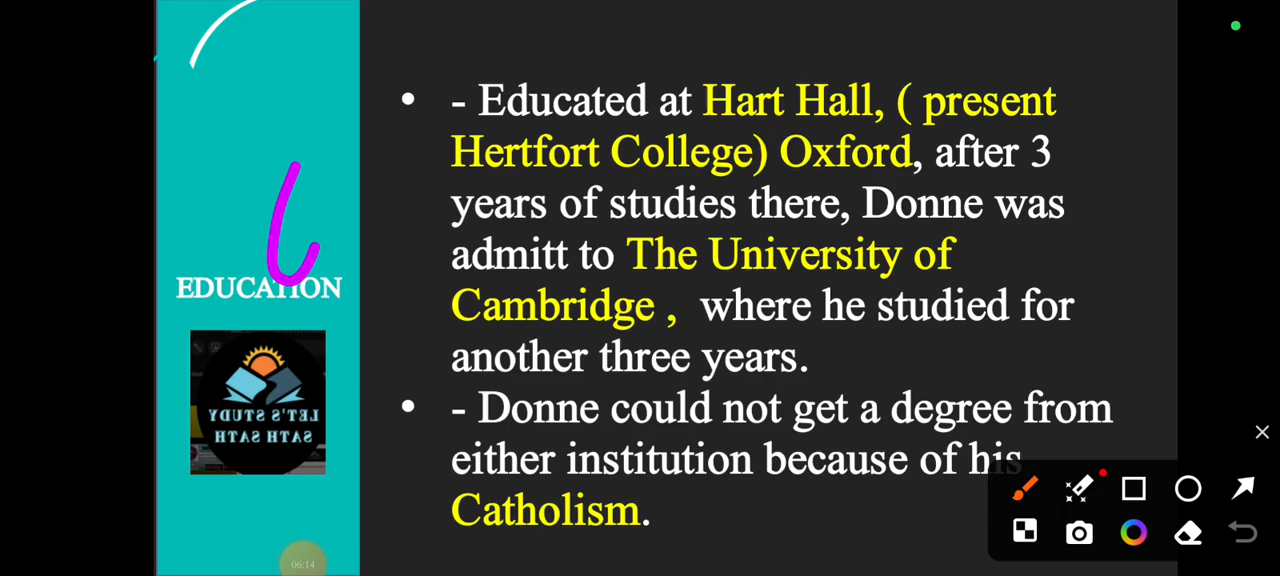 • - Educated at Hart Hall, ( present
Hertfort College) Oxford, after 3
years of studies there, Donne was
admitt to The University of
Cambridge , where he studied for
another three years.
• - Donne could not get a degree from
either institution because of his
Catholism.
EDUCATION
LET'S STUDY
SATH SATH
06:14